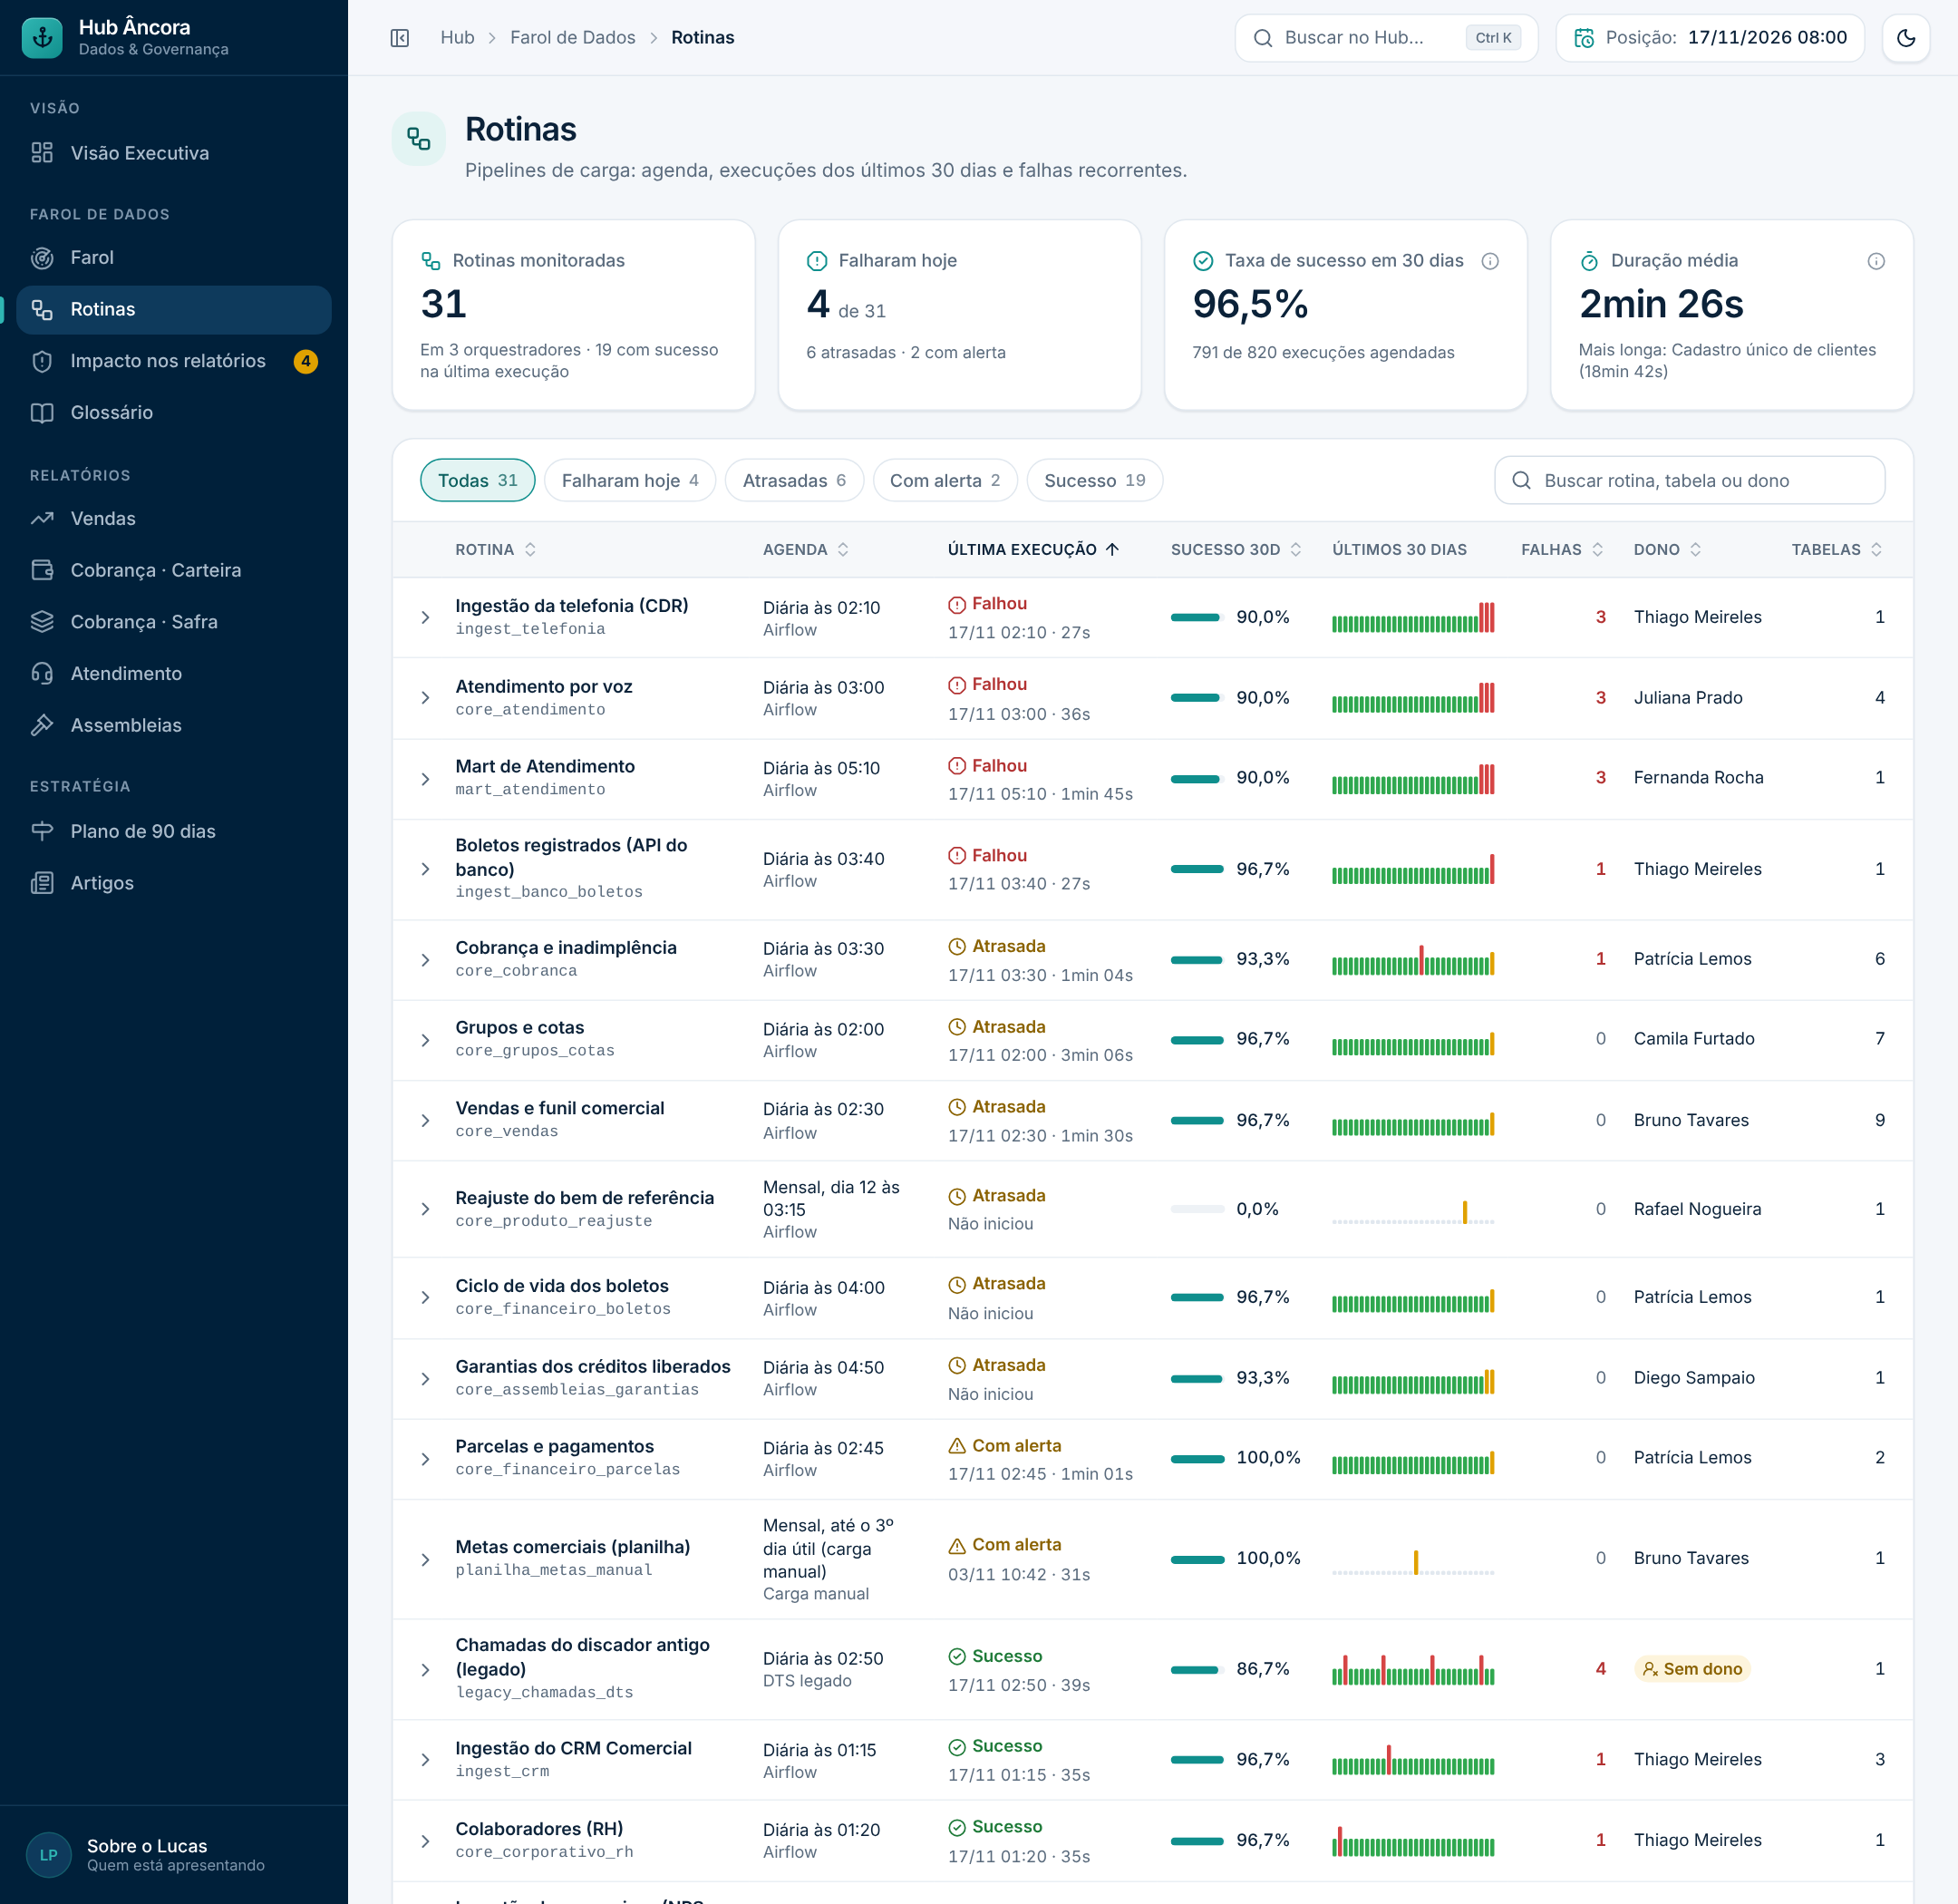 Hub Âncora
Dados & Governança
VISÃO
Visão Executiva
FAROL DE DADOS
Farol
Rotinas
Impacto nos relatórios 4
Glossário
RELATÓRIOS
Vendas
Cobrança · Carteira
Cobrança · Safra
Atendimento
Assembleias
ESTRATÉGIA
Plano de 90 dias
Artigos
LP
Sobre o Lucas
Quem está apresentando
Hub > Farol de Dados > Rotinas
Buscar no Hub... Ctrl K
Posição: 17/11/2026 08:00
Rotinas
Pipelines de carga: agenda, execuções dos últimos 30 dias e falhas recorrentes.
Rotinas monitoradas
31
Em 3 orquestradores · 19 com sucesso
na última execução
Falharam hoje
4 de 31
6 atrasadas · 2 com alerta
Taxa de sucesso em 30 dias
96,5%
791 de 820 execuções agendadas
Duração média
2min 26s
Mais longa: Cadastro único de clientes
(18min 42s)
Todas 31 Falharam hoje 4 Atrasadas 6 Com alerta 2 Sucesso 19
Buscar rotina, tabela ou dono
ROTINA AGENDA ÚLTIMA EXECUÇÃO SUCESSO 30D ÚLTIMOS 30 DIAS FALHAS DONO TABELAS
Ingestão da telefonia (CDR)
ingest_telefonia
Diária às 02:10
Airflow
Falhou
17/11 02:10 · 27s
90,0%
3
Thiago Meireles
1
Atendimento por voz
core_atendimento
Diária às 03:00
Airflow
Falhou
17/11 03:00 · 36s
90,0%
3
Juliana Prado
4
Mart de Atendimento
mart_atendimento
Diária às 05:10
Airflow
Falhou
17/11 05:10 · 1min 45s
90,0%
3
Fernanda Rocha
1
Boletos registrados (API do
banco)
ingest_banco_boletos
Diária às 03:40
Airflow
Falhou
17/11 03:40 · 27s
96,7%
1
Thiago Meireles
1
Cobrança e inadimplência
core_cobranca
Diária às 03:30
Airflow
Atrasada
17/11 03:30 · 1min 04s
93,3%
1
Patrícia Lemos
6
Grupos e cotas
core_grupos_cotas
Diária às 02:00
Airflow
Atrasada
17/11 02:00 · 3min 06s
96,7%
0
Camila Furtado
7
Vendas e funil comercial
core_vendas
Diária às 02:30
Airflow
Atrasada
17/11 02:30 · 1min 30s
96,7%
0
Bruno Tavares
9
Reajuste do bem de referência
core_produto_reajuste
Mensal, dia 12 às
03:15
Airflow
Atrasada
Não iniciou
0,0%
0
Rafael Nogueira
1
Ciclo de vida dos boletos
core_financeiro_boletos
Diária às 04:00
Airflow
Atrasada
Não iniciou
96,7%
0
Patrícia Lemos
1
Garantias dos créditos liberados
core_assembleias_garantias
Diária às 04:50
Airflow
Atrasada
Não iniciou
93,3%
0
Diego Sampaio
1
Parcelas e pagamentos
core_financeiro_parcelas
Diária às 02:45
Airflow
Com alerta
17/11 02:45 · 1min 01s
100,0%
0
Patrícia Lemos
2
Metas comerciais (planilha)
planilha_metas_manual
Mensal, até o 3º
dia útil (carga
manual)
Carga manual
Com alerta
03/11 10:42 · 31s
100,0%
0
Bruno Tavares
1
Chamadas do discador antigo
(legado)
legacy_chamadas_dts
Diária às 02:50
DTS legado
Sucesso
17/11 02:50 · 39s
86,7%
4
Sem dono
1
Ingestão do CRM Comercial
ingest_crm
Diária às 01:15
Airflow
Sucesso
17/11 01:15 · 35s
96,7%
1
Thiago Meireles
3
Colaboradores (RH)
core_corporativo_rh
Diária às 01:20
Airflow
Sucesso
17/11 01:20 · 35s
96,7%
1
Thiago Meireles
1